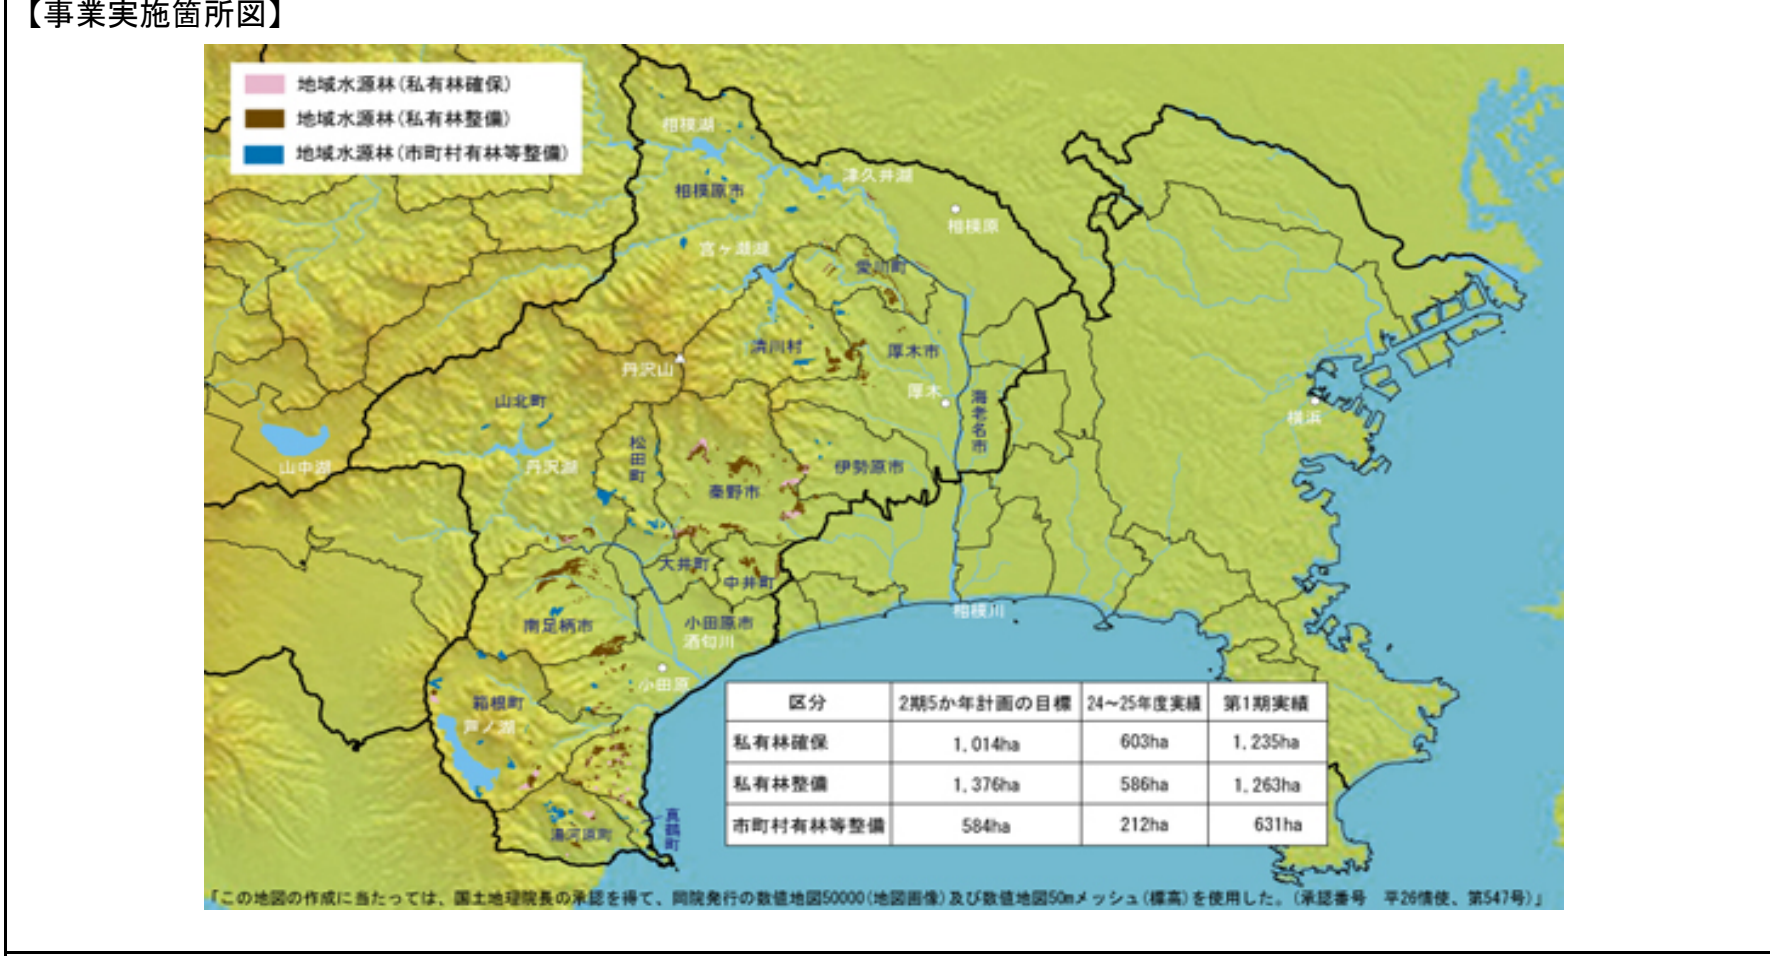 【事業実施箇所図】
地域水源林(私有林確保)
地域水源林(私有林整備)
地域水源林(市町村有林等整備)
相模湖
津久井湖
相模原市
相模原
宮ヶ瀬湖
愛川町
清川村
厚木市
丹沢山
厚木
海老名市
山北町
横浜
松田町
山中湖
丹沢湖
伊勢原市
秦野市
大井町
中井町
相模川
南足柄市
小田原市
酒匂川
小田原
箱根町
芦ノ湖
真鶴町
湯河原町
区分 2期5か年計画の目標 24～25年度実績 第1期実績
私有林確保 1,014ha 603ha 1,235ha
私有林整備 1,376ha 586ha 1,263ha
市町村有林等整備 584ha 212ha 631ha
「この地図の作成に当たっては、国土地理院長の承認を得て、同院発行の数値地図50000(地図画像)及び数値地図50mメッシュ(標高)を使用した。(承認番号　平26情使、第547号)」